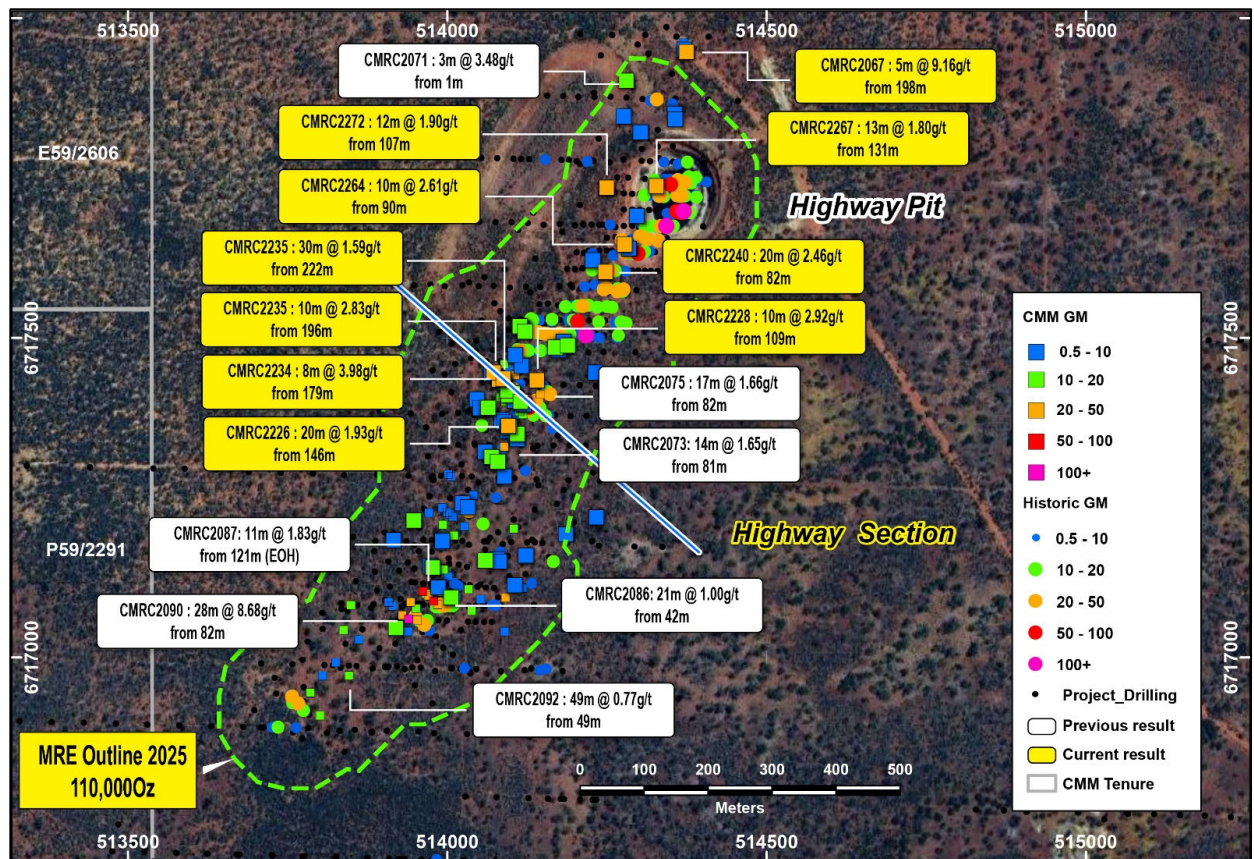 513500
514000
514500
515000
CMRC2071 : 3m @ 3.48g/t
from 1m
CMRC2067 : 5m @ 9.16g/t
from 198m
CMRC2272 : 12m @ 1.90g/t
from 107m
CMRC2267 : 13m @ 1.80g/t
from 131m
E59/2606
CMRC2264 : 10m @ 2.61g/t
from 90m
Highway Pit
CMRC2235 : 30m @ 1.59g/t
from 222m
CMRC2240 : 20m @ 2.46g/t
from 82m
CMRC2235 : 10m @ 2.83g/t
from 196m
CMRC2228 : 10m @ 2.92g/t
from 109m
6717500
6717500
CMRC2234 : 8m @ 3.98g/t
from 179m
CMRC2075 : 17m @ 1.66g/t
from 82m
CMRC2226 : 20m @ 1.93g/t
from 146m
CMRC2073: 14m @ 1.65g/t
from 81m
CMRC2087: 11m @ 1.83g/t
from 121m (EOH)
Highway Section
P59/2291
CMRC2086: 21m @ 1.00g/t
from 42m
CMRC2090 : 28m @ 8.68g/t
from 82m
6717000
6717000
CMRC2092 : 49m @ 0.77g/t
from 49m
MRE Outline 2025
110,000Oz
0 100 200 300 400 500
Meters
CMM GM
0.5 - 10
10 - 20
20 - 50
50 - 100
100+
Historic GM
0.5 - 10
10 - 20
20 - 50
50 - 100
100+
Project_Drilling
Previous result
Current result
CMM Tenure
513500
514000
514500
515000